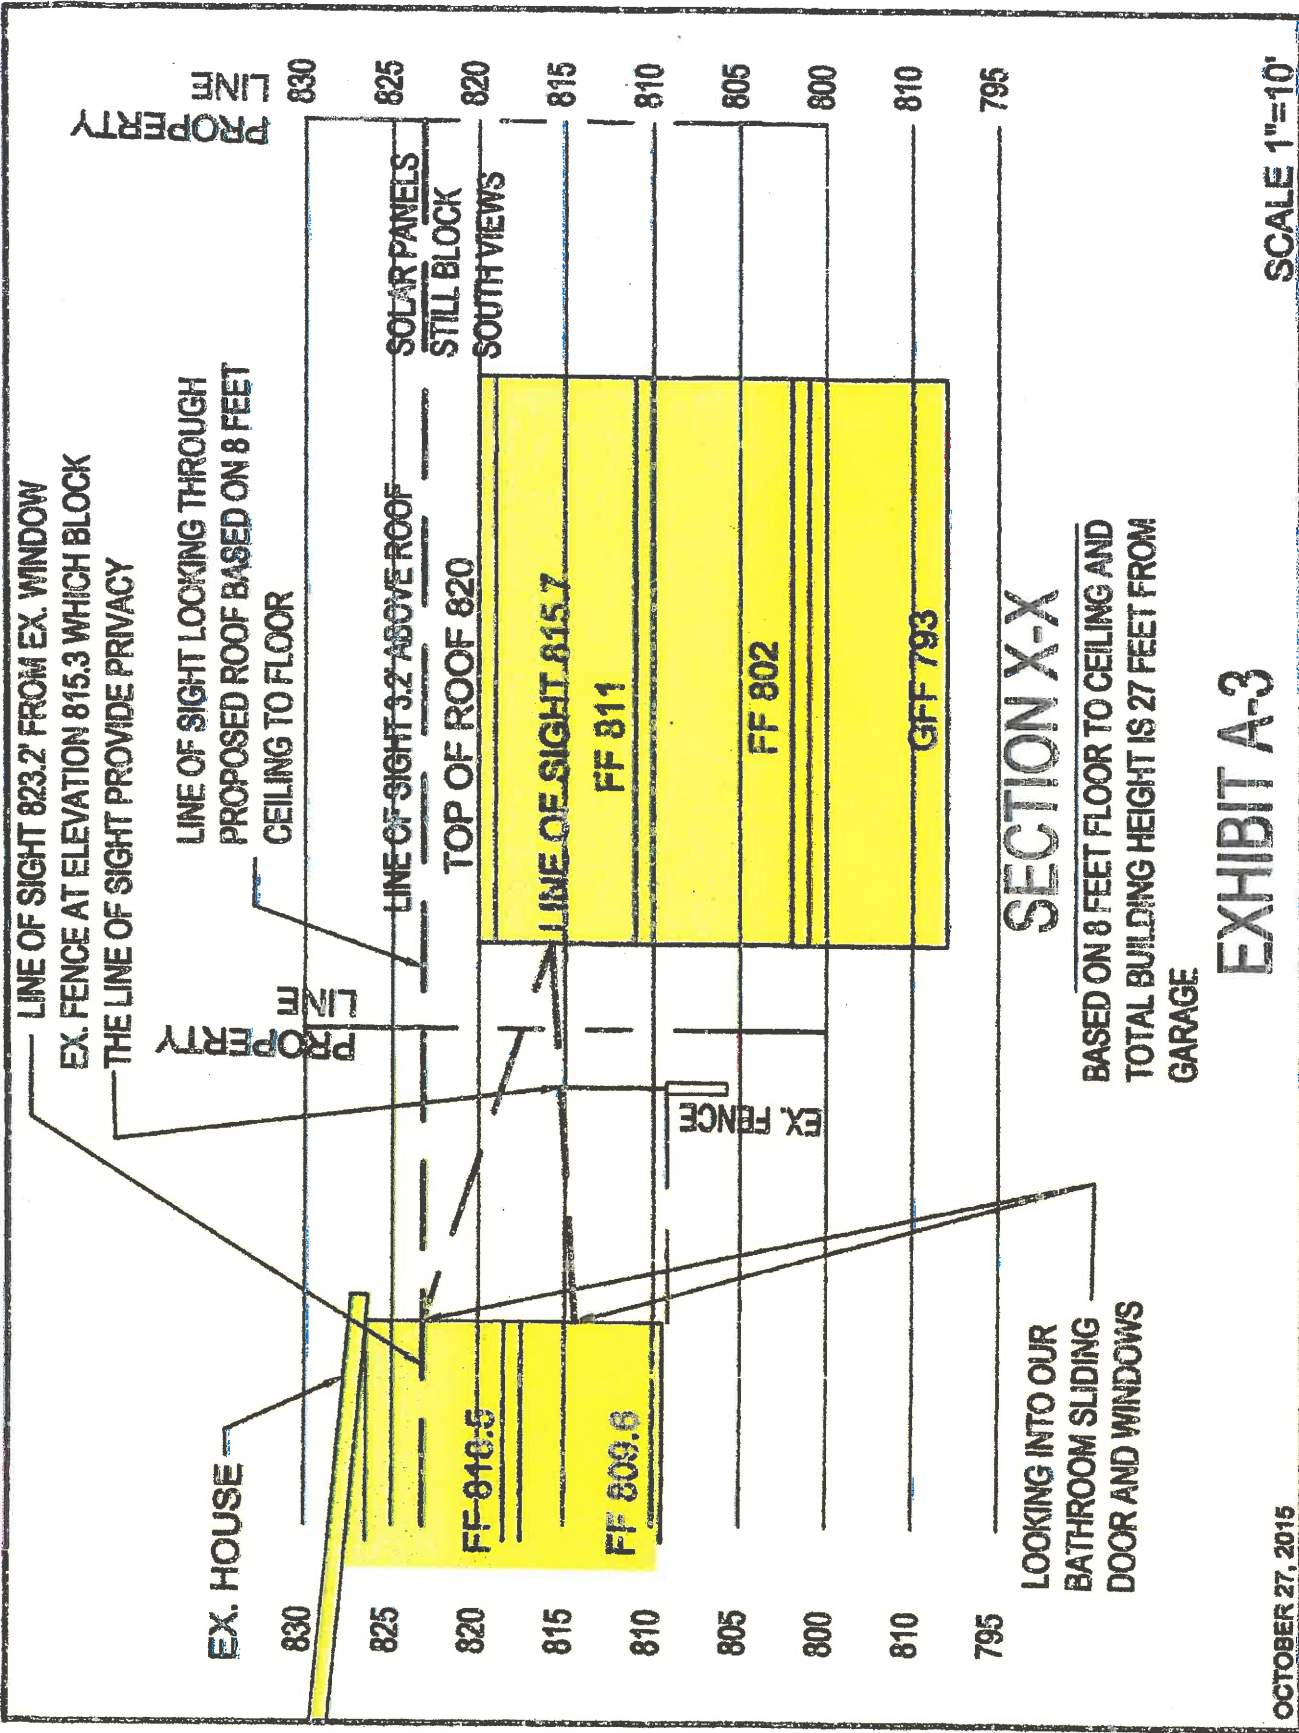 LINE OF SIGHT 823.2' FROM EX. WINDOW
EX. FENCE AT ELEVATION 815.3 WHICH BLOCK
THE LINE OF SIGHT PROVIDE PRIVACY
EX. HOUSE
PROPERTY
LINE
LINE OF SIGHT LOOKING THROUGH
PROPOSED ROOF BASED ON 8 FEET
CEILING TO FLOOR
PROPERTY
LINE
830
825
820
815
810
805
800
810
795
830
825
820
815
810
805
800
810
795
LINE OF SIGHT 3.2' ABOVE ROOF
SOLAR PANELS
STILL BLOCK
SOUTH VIEWS
TOP OF ROOF 820
LINE OF SIGHT 815.7
FF 811
FF 802
GFF 793
FF 818.5
FF 809.6
EX. FENCE
LOOKING INTO OUR
BATHROOM SLIDING
DOOR AND WINDOWS
SECTION X-X
BASED ON 8 FEET FLOOR TO CEILING AND
TOTAL BUILDING HEIGHT IS 27 FEET FROM
GARAGE
EXHIBIT A-3
OCTOBER 27, 2015
SCALE 1"=10'